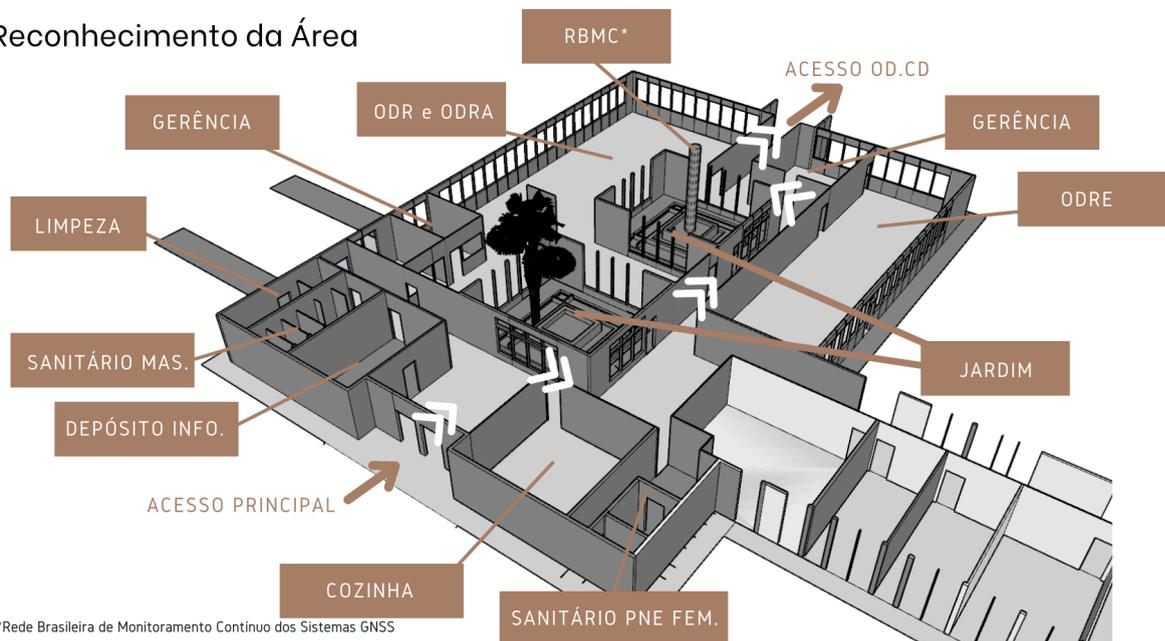 Reconhecimento da Área
RBMC*
ACESSO OD.CD
ODR e ODRA
GERÊNCIA
GERÊNCIA
ODRE
LIMPEZA
SANITÁRIO MAS.
JARDIM
DEPÓSITO INFO.
ACESSO PRINCIPAL
COZINHA
SANITÁRIO PNE FEM.
*Rede Brasileira de Monitoramento Contínuo dos Sistemas GNSS